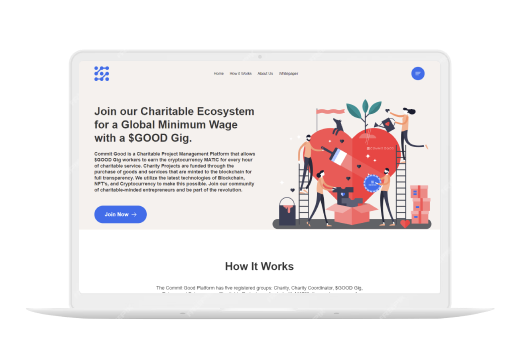 Home How It Works About Us Whitepaper
Join our Charitable Ecosystem
for a Global Minimum Wage
with a $GOOD Gig.
Commit Good is a Charitable Project Management Platform that allows
$GOOD Gig workers to earn the cryptocurrency MATIC for every hour
of charitable service. Charity Projects are funded through the
purchase of goods and services that are minted to the blockchain for
full transparency. We utilize the latest technologies of Blockchain,
NFT's, and Cryptocurrency to make this possible. Join our community
of charitable-minded entrepreneurs and be part of the revolution.
Join Now →
How It Works
The Commit Good Platform has five registered groups: Charity, Charity Coordinator, $GOOD Gig,